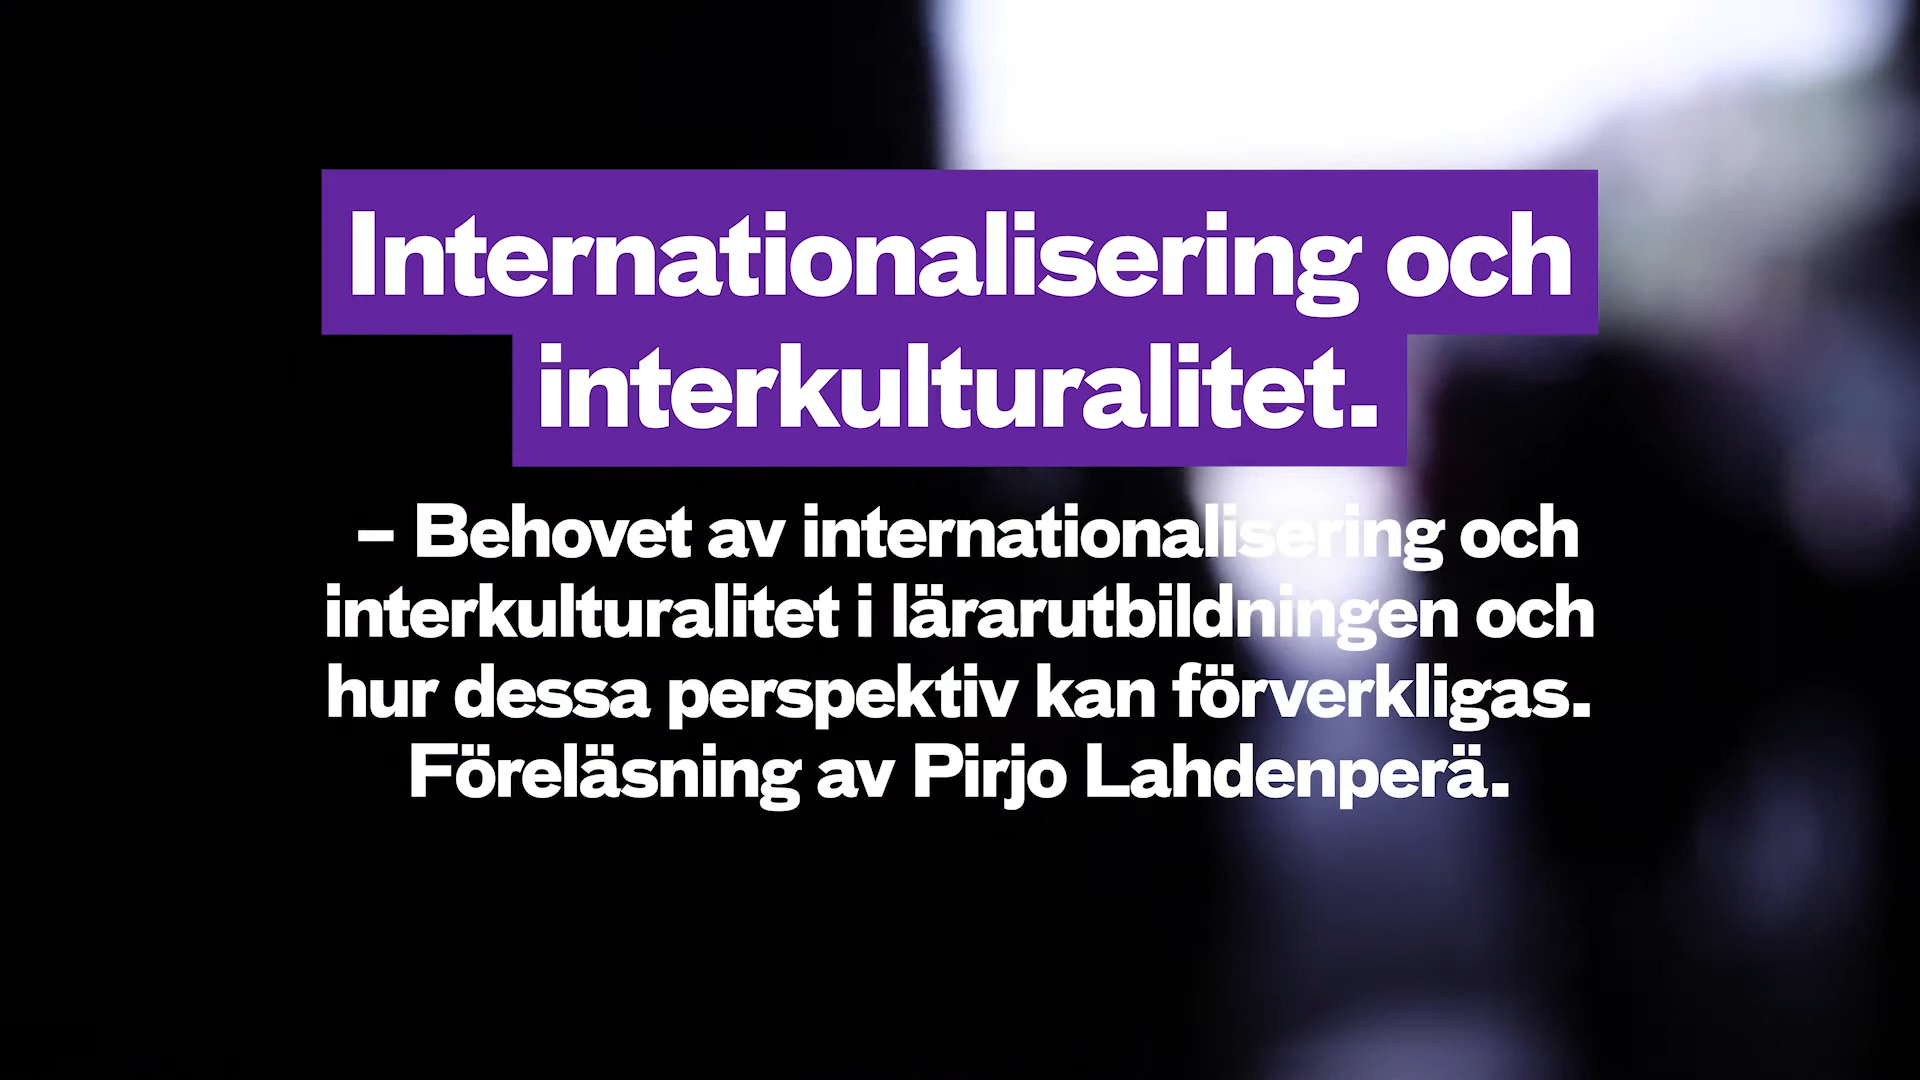 Internationalisering och
interkulturalitet.
– Behovet av internationalisering och
interkulturalitet i lärarutbildningen och
hur dessa perspektiv kan förverkligas.
Föreläsning av Pirjo Lahdenperä.